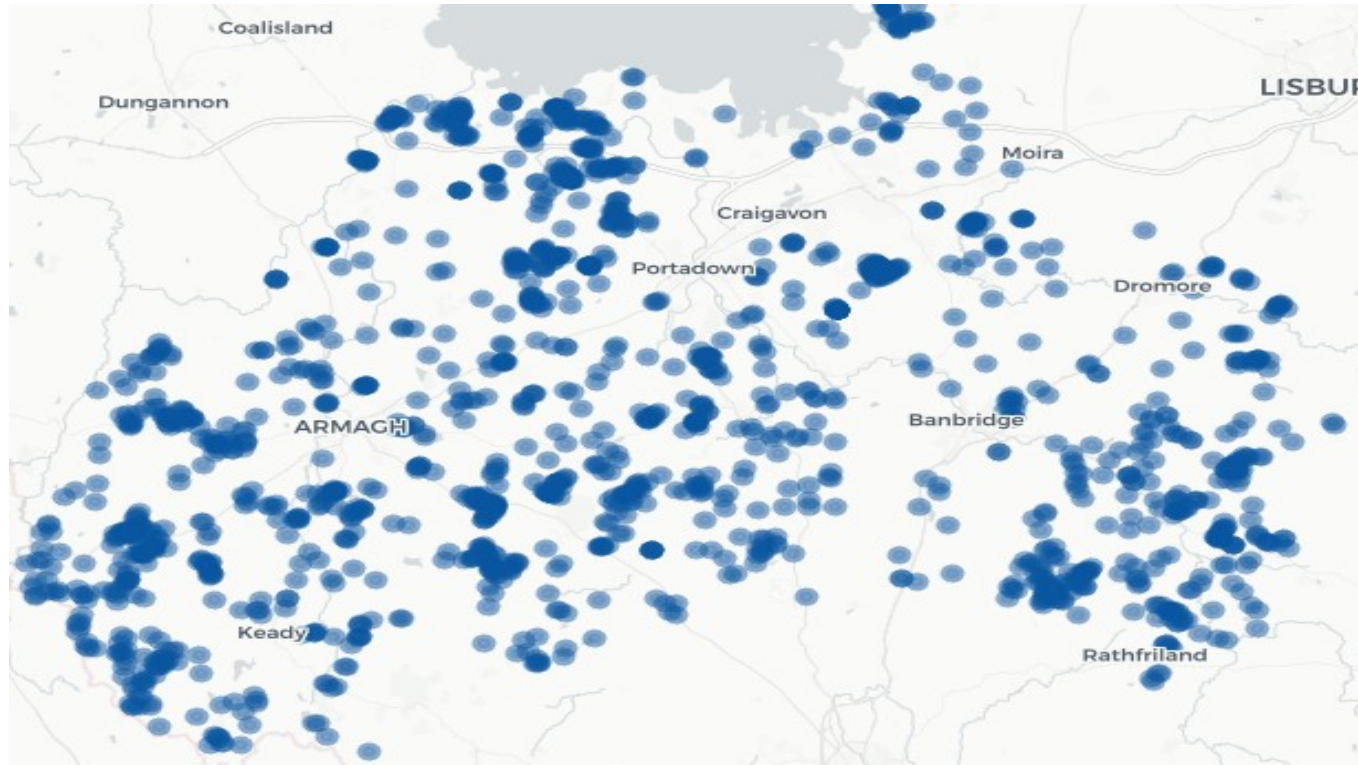 Coalisland
Dungannon
LISBUR
Moira
Craigavon
Portadown
Dromore
ARMAGH
Banbridge
Keady
Rathfriland